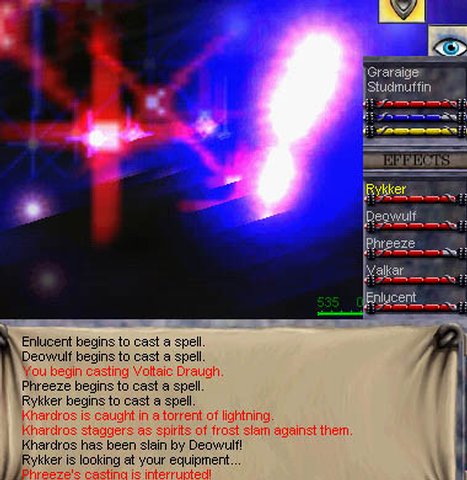 Graraige
Studmuffin
EFFECTS
Rykker
Deowulf
Phreeze
Valkar
Enlucent
535 0
Enlucent begins to cast a spell.
Deowulf begins to cast a spell.
You begin casting Voltaic Draugh.
Phreeze begins to cast a spell.
Rykker begins to cast a spell.
Khardros is caught in a torrent of lightning.
Khardros staggers as spirits of frost slam against them.
Khardros has been slain by Deowulf!
Rykker is looking at your equipment...
Phreeze's casting is interrupted!